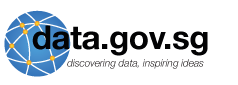 data.gov.sg
discovering data, inspiring ideas